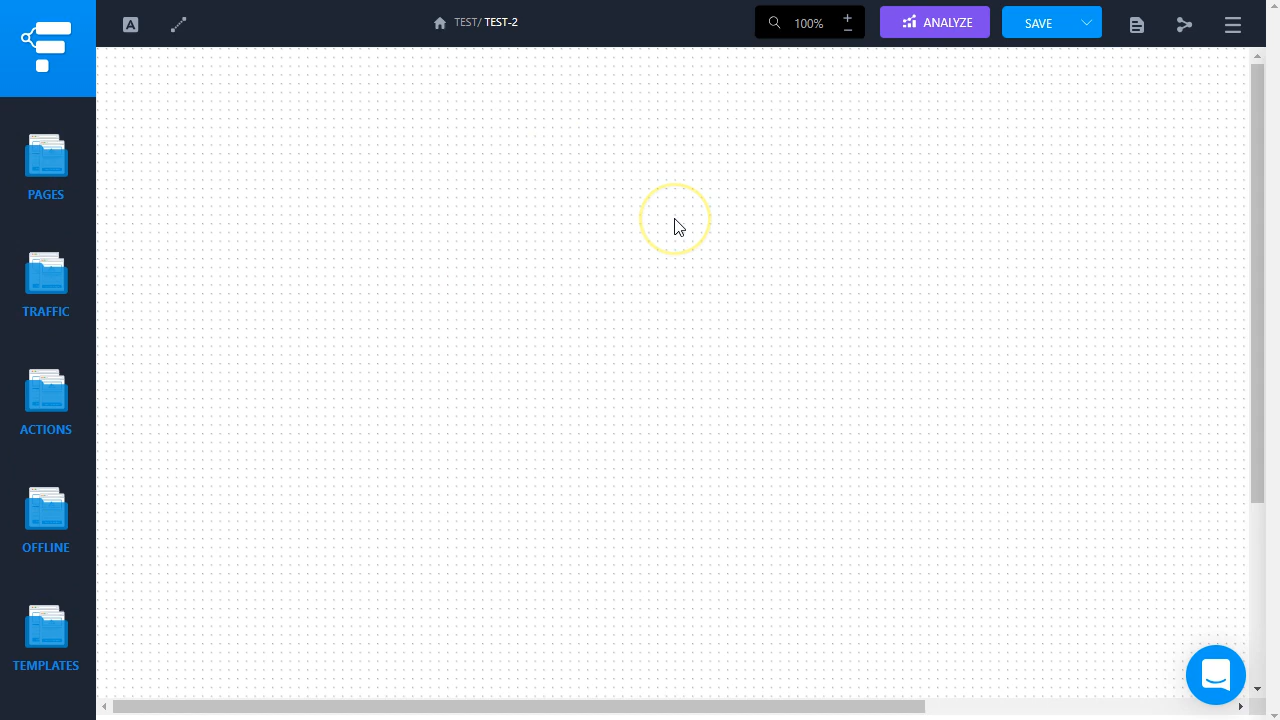 TEST/ TEST-2
100%
ANALYZE
SAVE
PAGES
TRAFFIC
ACTIONS
OFFLINE
TEMPLATES